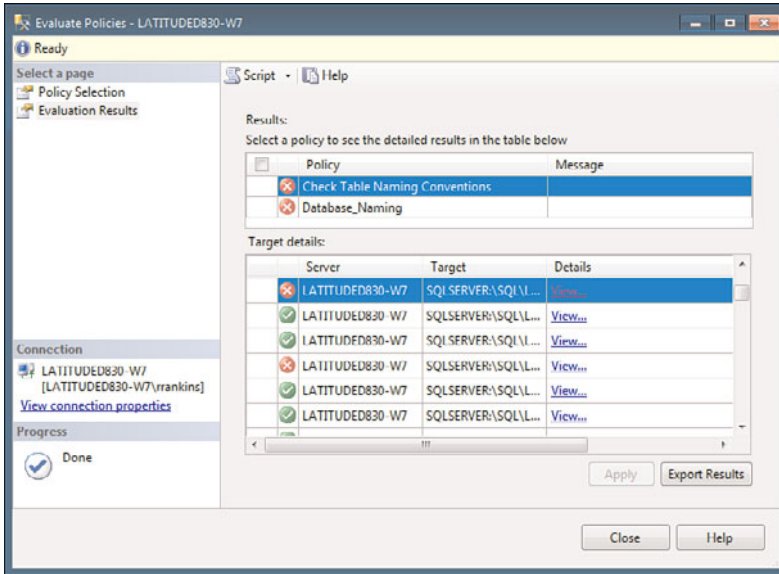 Evaluate Policies - LATITUDED830-W7
Ready
Select a page
Policy Selection
Evaluation Results
Script
Help
Results:
Select a policy to see the detailed results in the table below
Policy Message
Check Table Naming Conventions
Database_Naming
Target details:
Server Target Details
LATITUDED830-W7 SQLSERVER:\SQL\L... View...
LATITUDED830-W7 SQLSERVER:\SQL\L... View...
LATITUDED830-W7 SQLSERVER:\SQL\L... View...
LATITUDED830-W7 SQLSERVER:\SQL\L... View...
LATITUDED830-W7 SQLSERVER:\SQL\L... View...
LATITUDED830-W7 SQLSERVER:\SQL\L... View...
Connection
LATITUDED830-W7
[LATITUDED830-W7\rrankins]
View connection properties
Progress
Done
Apply Export Results
Close Help